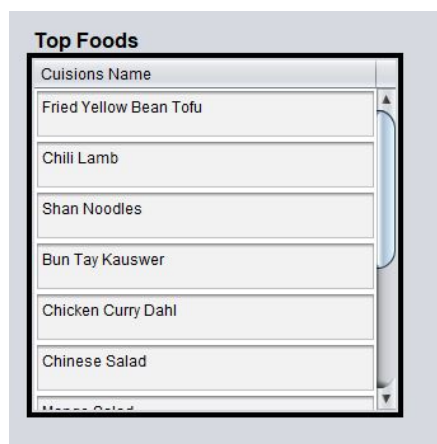 Top Foods
Cuisions Name
Fried Yellow Bean Tofu
Chili Lamb
Shan Noodles
Bun Tay Kauswer
Chicken Curry Dahl
Chinese Salad